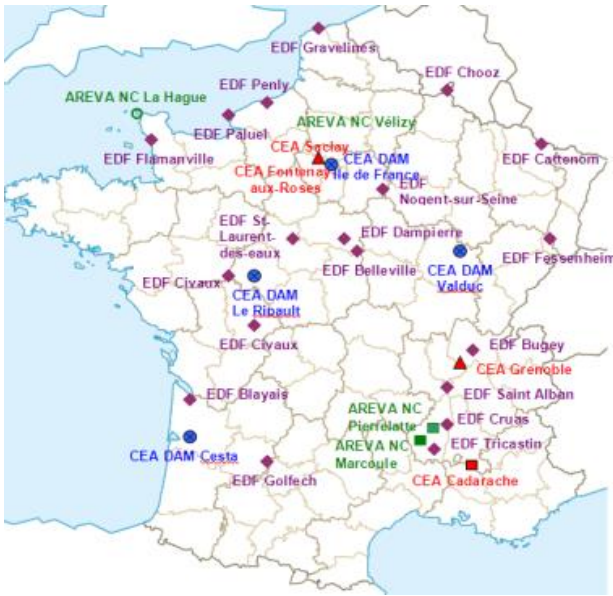 EDF Gravelines
EDF Chooz
EDF Penly
AREVA NC La Hague
AREVA NC Vélizy
EDF Paluel
EDF Flamanville
EDF Cattenom
CEA Saclay
CEA DAM
Ile de France
CEA Fontenay
aux-Roses
EDF
Nogent-sur-Seine
EDF St-
Laurent-
des-eaux
EDF Dampierre
EDF Belleville
EDF Fessenheim
CEA DAM
Valduc
EDF Civaux
CEA DAM
Le Ripault
EDF Civaux
EDF Bugey
CEA Grenoble
EDF Saint Alban
EDF Blayais
AREVA NC
Pierrelatte
EDF Cruas
AREVA NC
Marcoule
EDF Tricastin
CEA DAM Cesta
EDF Golfech
CEA Cadarache